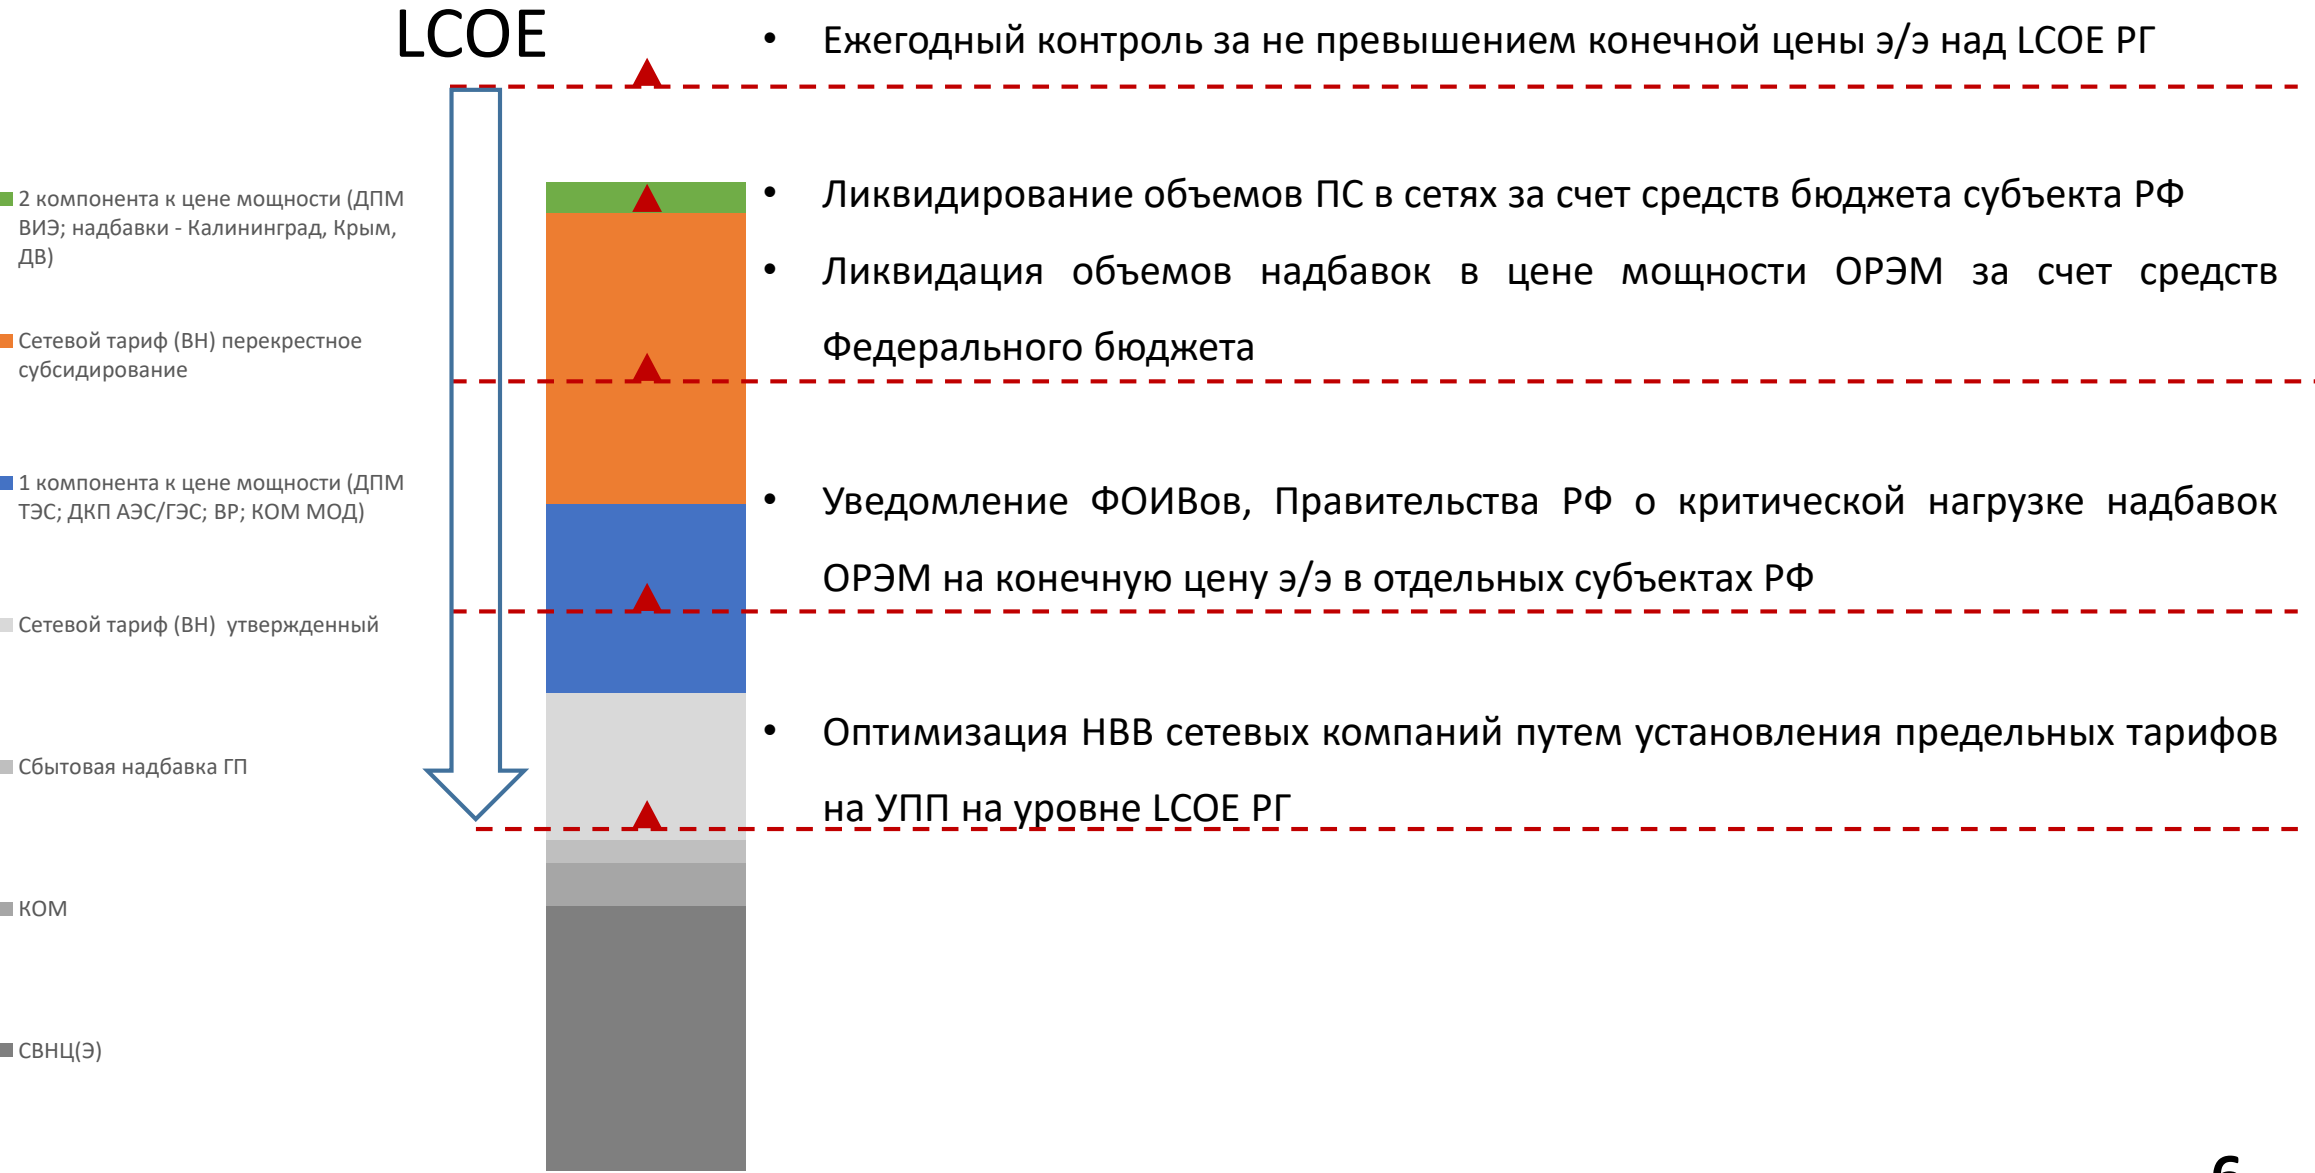 LCOE
• Ежегодный контроль за не превышением конечной цены э/э над LCOE РГ
• Ликвидирование объемов ПС в сетях за счет средств бюджета субъекта РФ
• Ликвидация объемов надбавок в цене мощности ОРЭМ за счет средств
Федерального бюджета
• Уведомление ФОИВов, Правительства РФ о критической нагрузке надбавок
ОРЭМ на конечную цену э/э в отдельных субъектах РФ
• Оптимизация НВВ сетевых компаний путем установления предельных тарифов
на УПП на уровне LCOE РГ
2 компонента к цене мощности (ДПМ
ВИЭ; надбавки - Калининград, Крым,
ДВ)
Сетевой тариф (ВН) перекрестное
субсидирование
1 компонента к цене мощности (ДПМ
ТЭС; ДКП АЭС/ГЭС; ВР; КОМ МОД)
Сетевой тариф (ВН) утвержденный
Сбытовая надбавка ГП
КОМ
СВНЦ(Э)
6